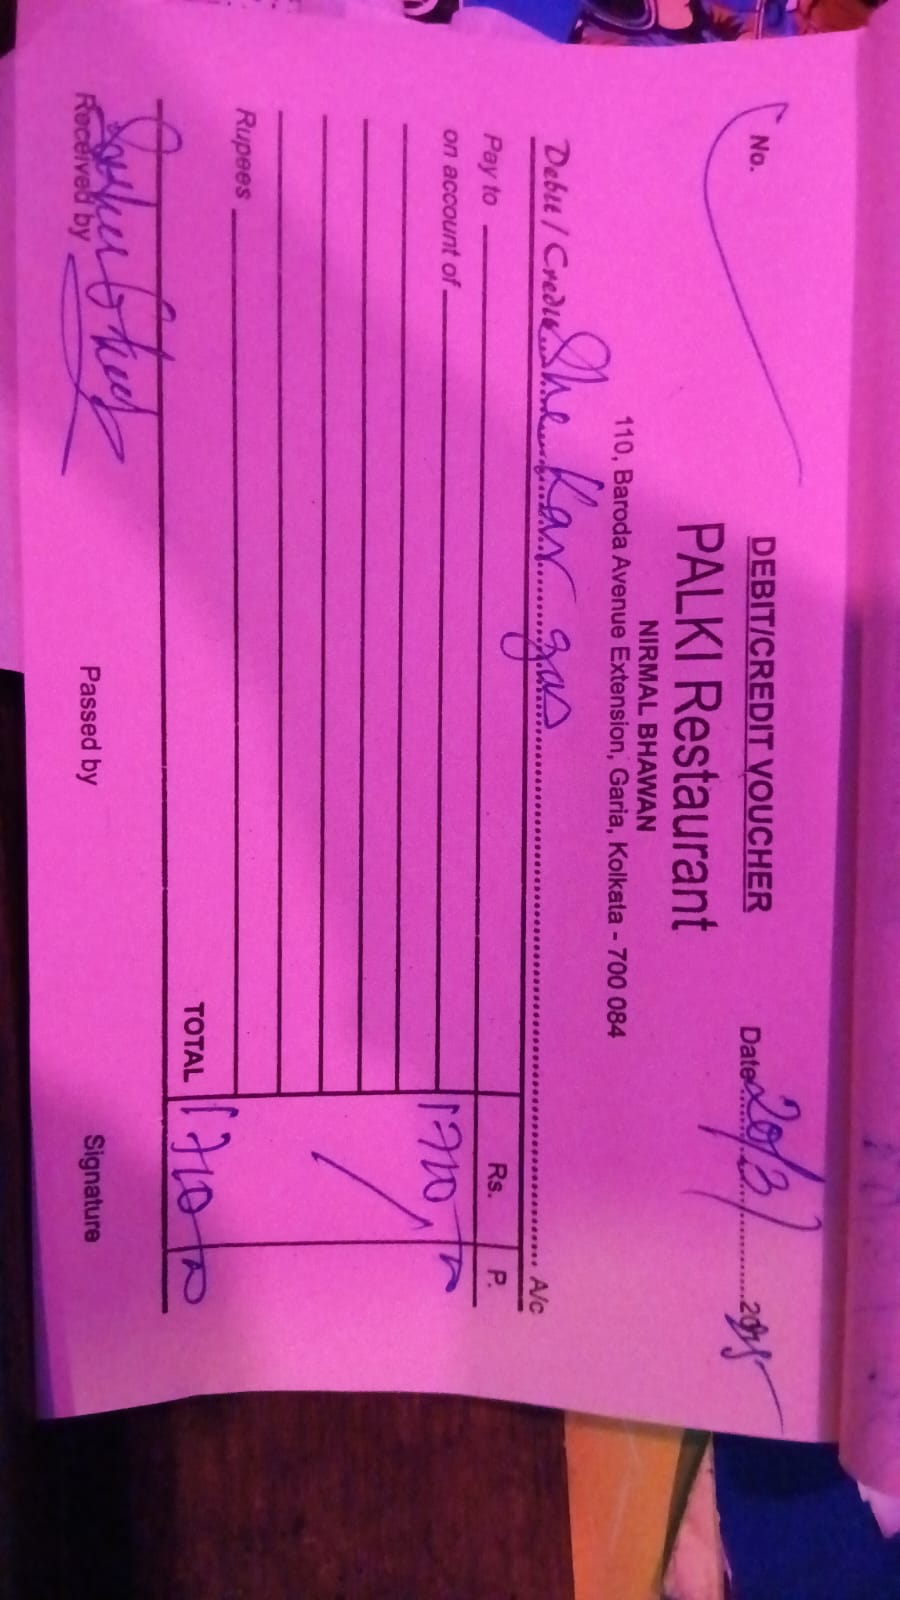 No.
DEBIT/CREDIT VOUCHER
Date 20/3/ 2025
PALKI Restaurant
NIRMAL BHAWAN
110, Baroda Avenue Extension, Garia, Kolkata - 700 084
Debit / Credit Shekar gas A/c
Pay to Rs. P.
on account of 1710
Rupees
TOTAL 1710
Received by Passed by Signature